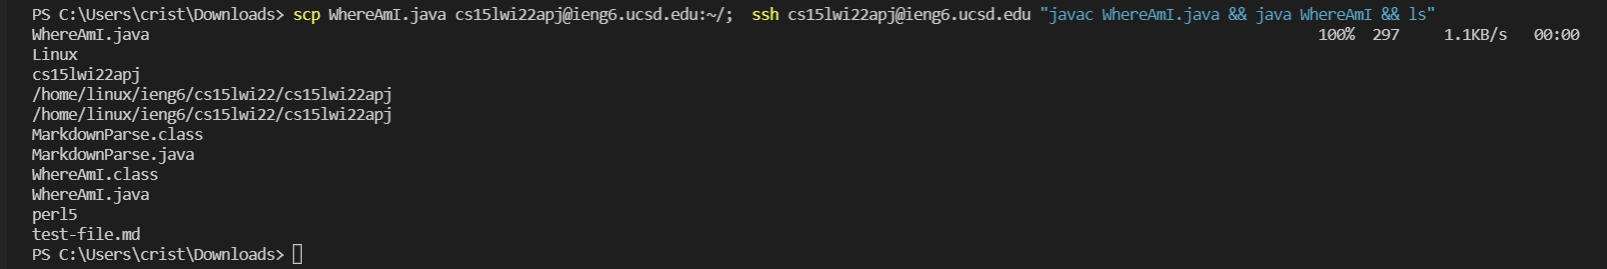 PS C:\Users\crist\Downloads> scp WhereAmI.java cs15lwi22apj@ieng6.ucsd.edu:~/;  ssh cs15lwi22apj@ieng6.ucsd.edu "javac WhereAmI.java && java WhereAmI && ls"
WhereAmI.java 100% 297 1.1KB/s 00:00
Linux
cs15lwi22apj
/home/linux/ieng6/cs15lwi22/cs15lwi22apj
/home/linux/ieng6/cs15lwi22/cs15lwi22apj
MarkdownParse.class
MarkdownParse.java
WhereAmI.class
WhereAmI.java
perl5
test-file.md
PS C:\Users\crist\Downloads>